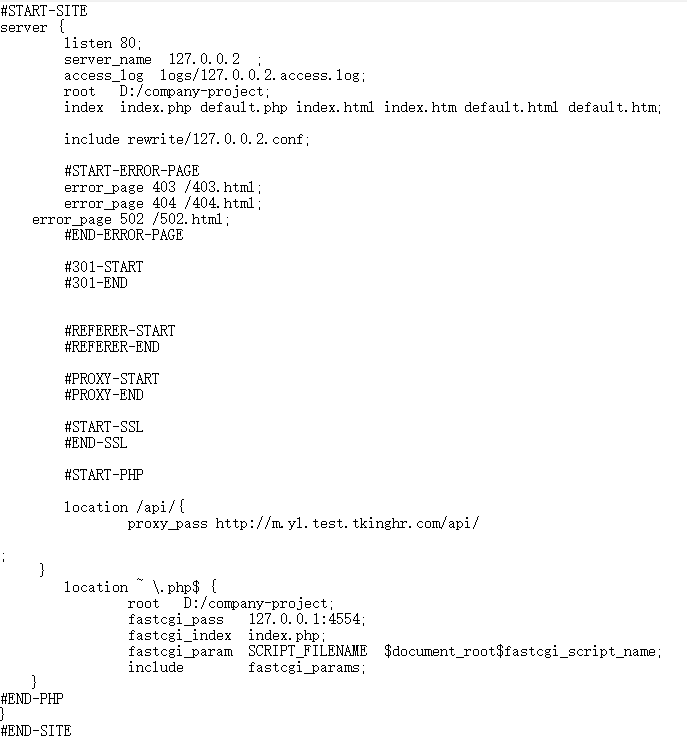 #START-SITE
server {
listen 80;
server_name  127.0.0.2  ;
access_log  logs/127.0.0.2.access.log;
root   D:/company-project;
index  index.php default.php index.html index.htm default.html default.htm;
include rewrite/127.0.0.2.conf;
#START-ERROR-PAGE
error_page 403 /403.html;
error_page 404 /404.html;
error_page 502 /502.html;
#END-ERROR-PAGE
#301-START
#301-END
#REFERER-START
#REFERER-END
#PROXY-START
#PROXY-END
#START-SSL
#END-SSL
#START-PHP
location /api/{
proxy_pass http://m.yl.test.tkinghr.com/api/
;
}
location ~ \.php$ {
root   D:/company-project;
fastcgi_pass   127.0.0.1:4554;
fastcgi_index  index.php;
fastcgi_param  SCRIPT_FILENAME  $document_root$fastcgi_script_name;
include        fastcgi_params;
}
#END-PHP
}
#END-SITE